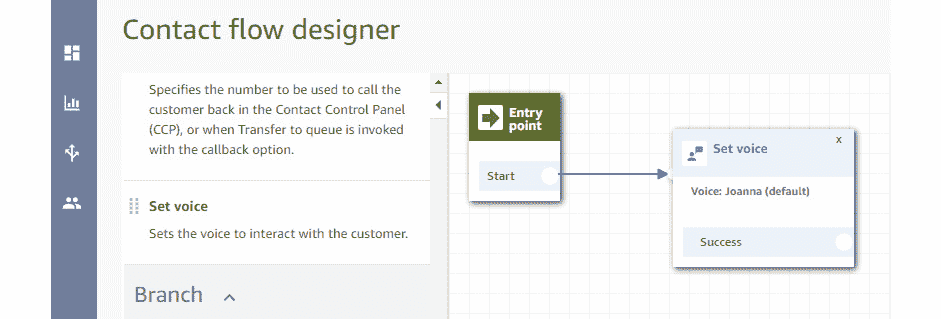 Contact flow designer
Specifies the number to be used to call the
customer back in the Contact Control Panel
(CCP), or when Transfer to queue is invoked
with the callback option.
Set voice
Sets the voice to interact with the customer.
Branch
Entry
point
Start
Set voice
x
Voice: Joanna (default)
Success